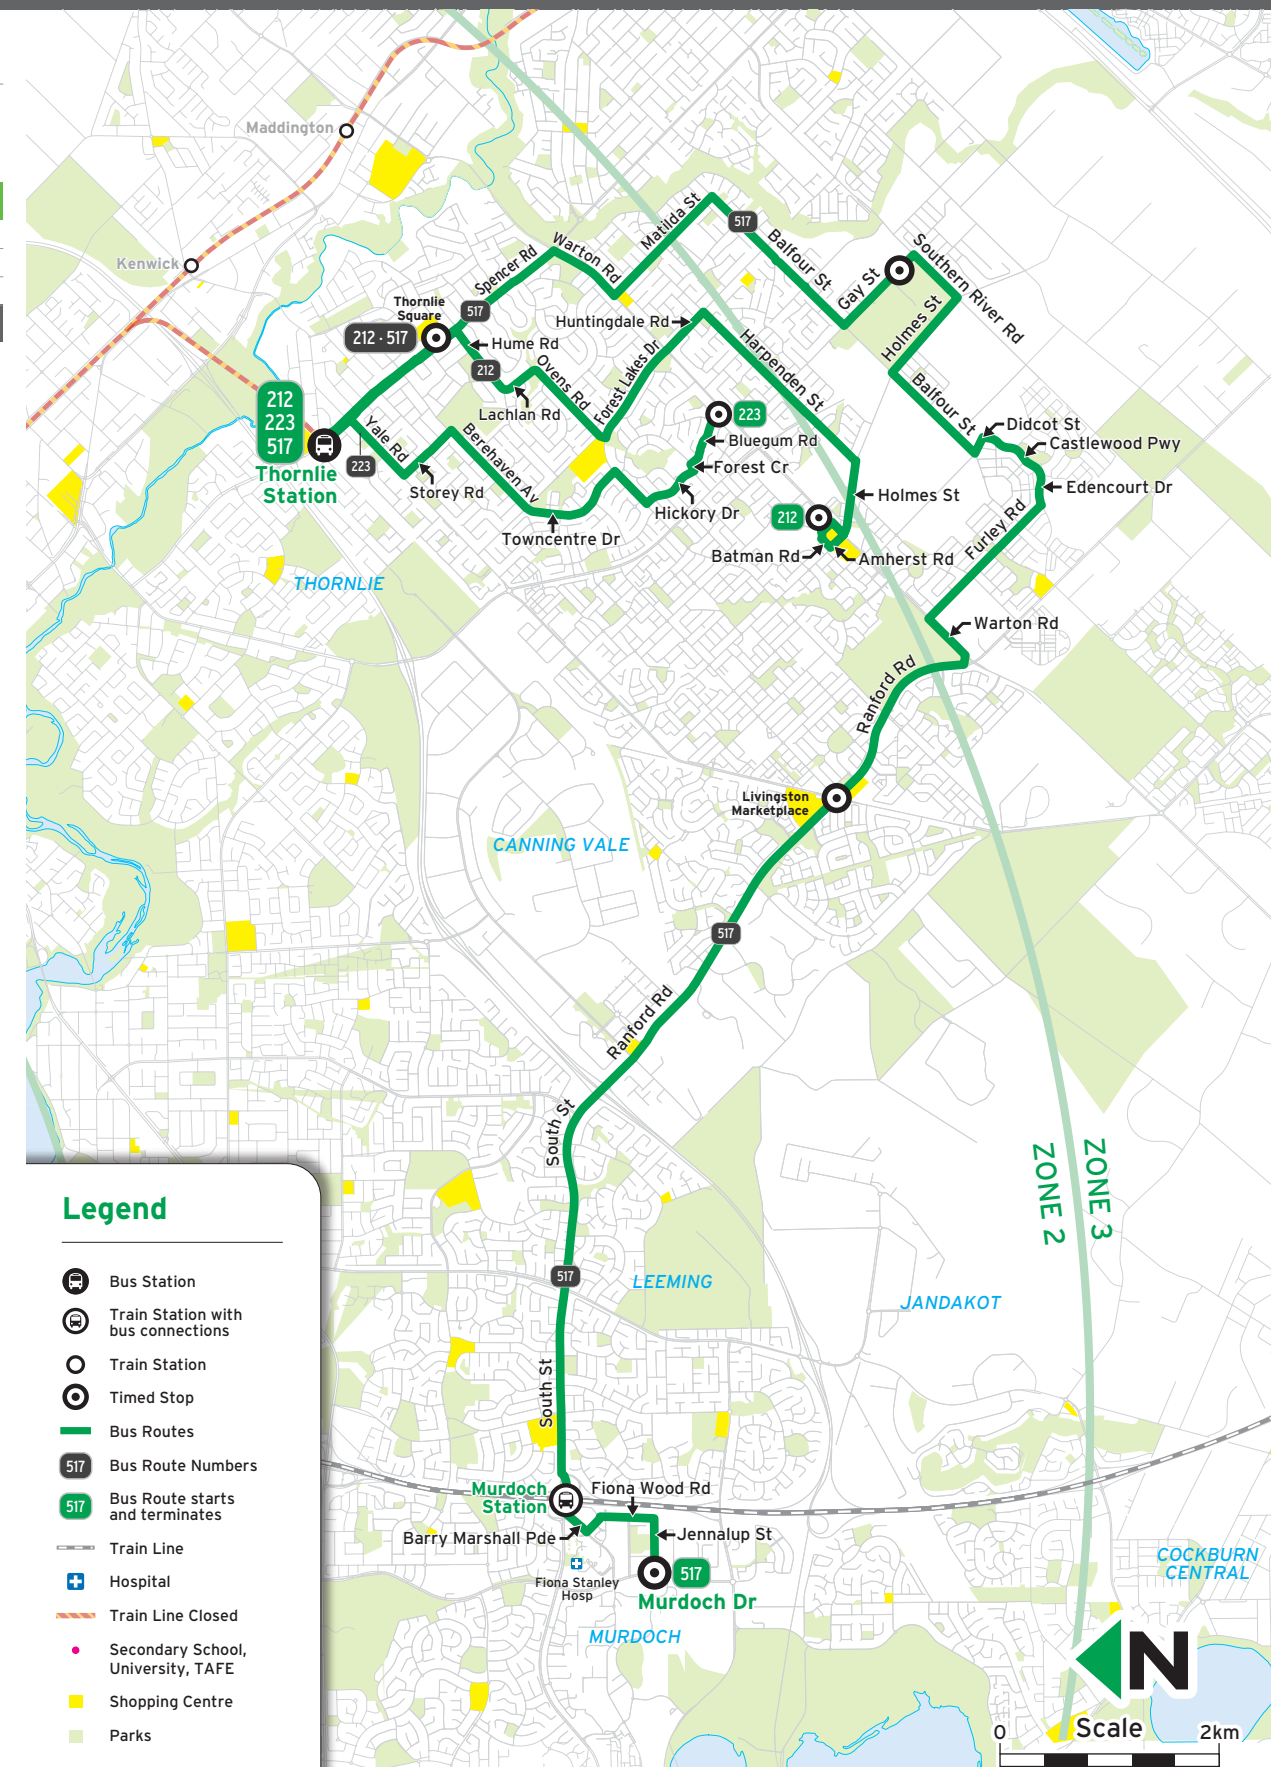 Maddington
Kenwick
Matilda St
517
Balfour St
Gay St
Southern River Rd
Holmes St
Balfour St
Warton Rd
Spencer Rd
Thornlie
Square
517
212 · 517
Hume Rd
Huntingdale Rd
212
Ovens Rd
Lachlan Rd
Forest Lakes Dr
Harpenden St
212
223
517
Thornlie
Station
Yale Rd
223
Storey Rd
Berehaven Av
Towncentre Dr
223
Bluegum Rd
Forest Cr
Hickory Dr
Didcot St
Castlewood Pwy
Edencourt Dr
Furley Rd
Holmes St
212
Batman Rd
Amherst Rd
THORNLIE
Warton Rd
Ranford Rd
Livingston
Marketplace
CANNING VALE
517
Ranford Rd
South St
ZONE 2
ZONE 3
517
LEEMING
JANDAKOT
South St
Murdoch
Station
Fiona Wood Rd
Barry Marshall Pde
Jennalup St
Fiona Stanley
Hosp
517
Murdoch Dr
MURDOCH
COCKBURN
CENTRAL
N
0
Scale
2km
Legend
Bus Station
Train Station with
bus connections
Train Station
Timed Stop
Bus Routes
517
Bus Route Numbers
517
Bus Route starts
and terminates
Train Line
Hospital
Train Line Closed
Secondary School,
University, TAFE
Shopping Centre
Parks